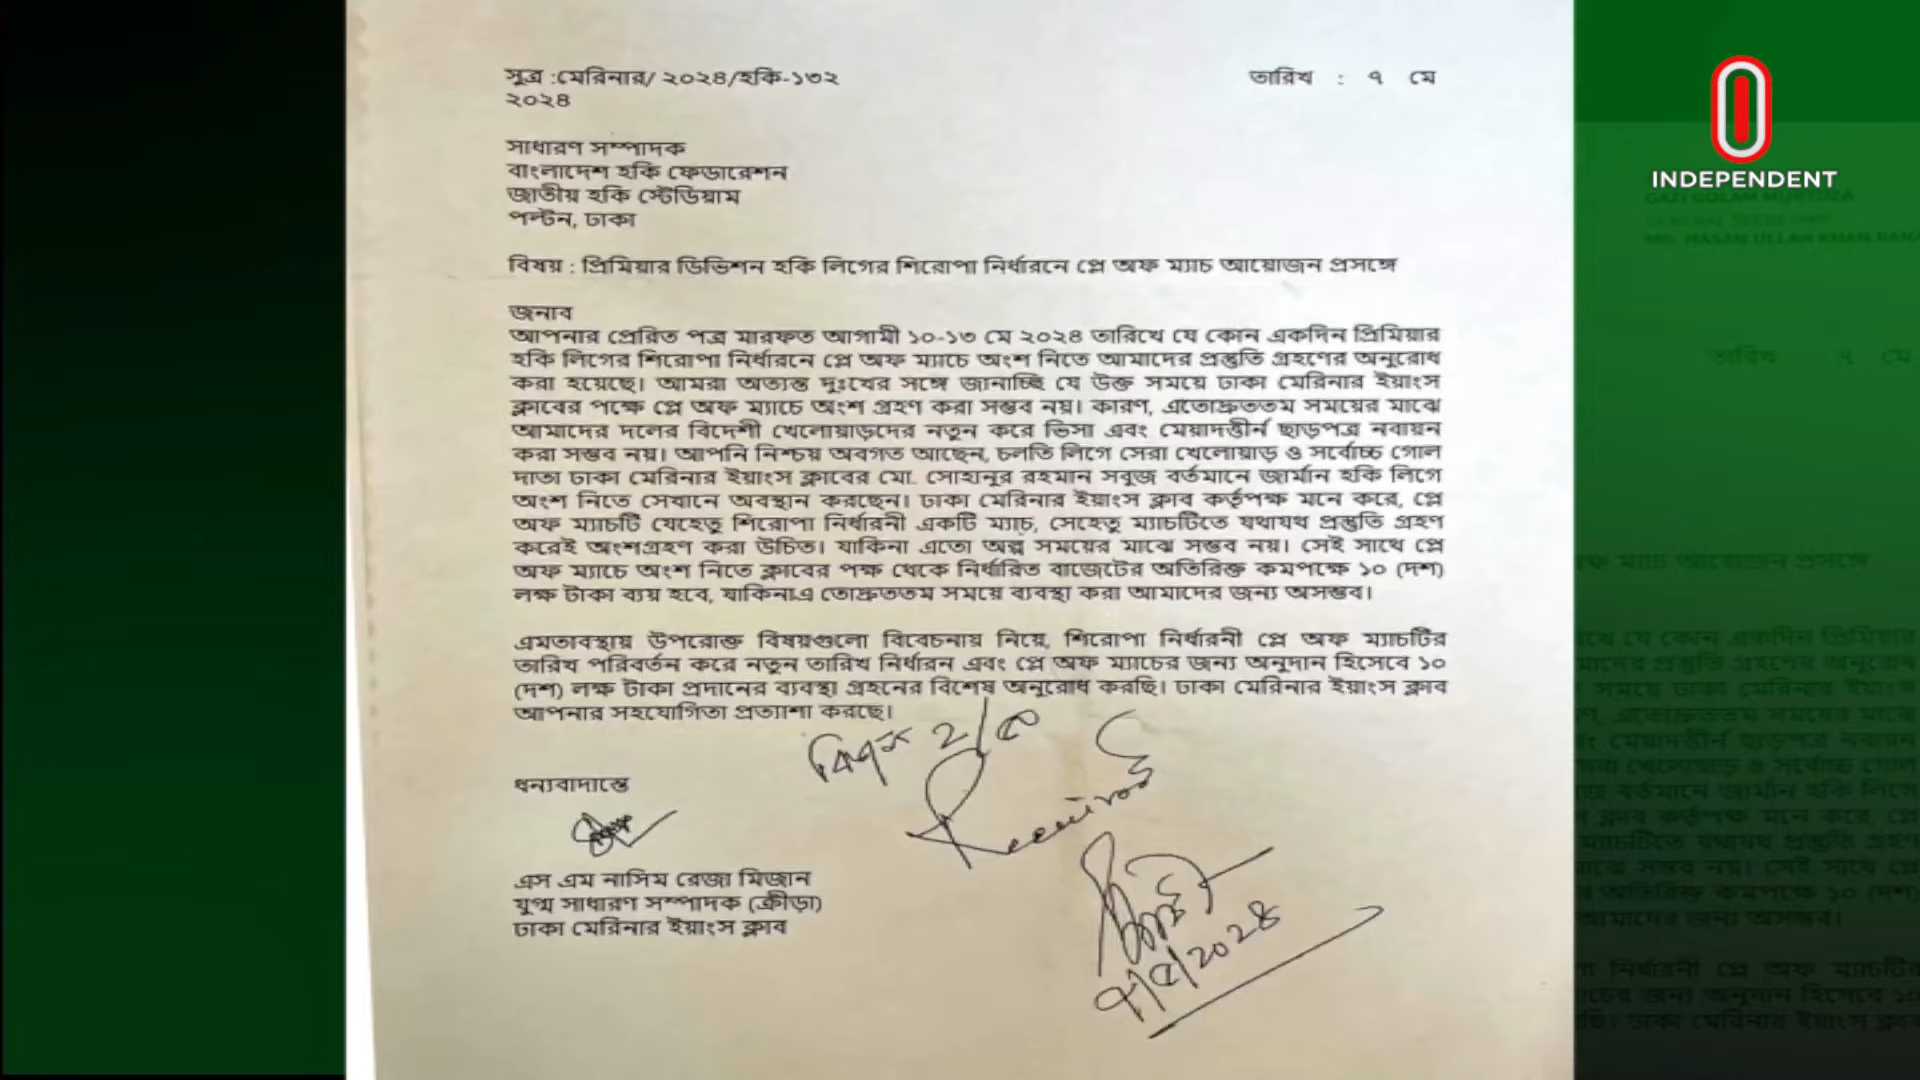 সুত্র :মেরিনার/ ২০২৪/হকি-১৩২ তারিখ : ৭ মে
২০২৪
সাধারণ সম্পাদক
বাংলাদেশ হকি ফেডারেশন
জাতীয় হকি স্টেডিয়াম
পল্টন, ঢাকা
বিষয় : প্রিমিয়ার ডিভিশন হকি লিগের শিরোপা নির্ধারনে প্লে অফ ম্যাচ আয়োজন প্রসঙ্গে
জনাব
আপনার প্রেরিত পত্র মারফত আগামী ১০-১৩ মে ২০২৪ তারিখে যে কোন একদিন প্রিমিয়ার
হকি লিগের শিরোপা নির্ধারনে প্লে অফ ম্যাচে অংশ নিতে আমাদের প্রস্তুতি গ্রহণের অনুরোধ
করা হয়েছে। আমরা অত্যন্ত দুঃখের সঙ্গে জানাচ্ছি যে উক্ত সময়ে ঢাকা মেরিনার ইয়াংস
ক্লাবের পক্ষে প্লে অফ ম্যাচে অংশ গ্রহণ করা সম্ভব নয়। কারণ, এতোদ্রুততম সময়ের মাঝে
আমাদের দলের বিদেশী খেলোয়াড়দের নতুন করে ভিসা এবং মেয়াদত্তীর্ন ছাড়পত্র নবায়ন
করা সম্ভব নয়। আপনি নিশ্চয় অবগত আছেন, চলতি লিগে সেরা খেলোয়াড় ও সর্বোচ্চ গোল
দাতা ঢাকা মেরিনার ইয়াংস ক্লাবের মো. সোহানুর রহমান সবুজ বর্তমানে জার্মান হকি লিগে
অংশ নিতে সেখানে অবস্থান করছেন। ঢাকা মেরিনার ইয়াংস ক্লাব কর্তৃপক্ষ মনে করে, প্লে
অফ ম্যাচটি যেহেতু শিরোপা নির্ধারনী একটি ম্যাচ, সেহেতু ম্যাচটিতে যথাযথ প্রস্তুতি গ্রহণ
করেই অংশগ্রহণ করা উচিত। যাকিনা এতো অল্প সময়ের মাঝে সম্ভব নয়। সেই সাথে প্লে
অফ ম্যাচে অংশ নিতে ক্লাবের পক্ষ থেকে নির্ধারিত বাজেটের অতিরিক্ত কমপক্ষে ১০ (দশ)
লক্ষ টাকা ব্যয় হবে, যাকিনাএ তোদ্রুততম সময়ে ব্যবস্থা করা আমাদের জন্য অসম্ভব।
এমতাবস্থায় উপরোক্ত বিষয়গুলো বিবেচনায় নিয়ে, শিরোপা নির্ধারনী প্লে অফ ম্যাচটির
তারিখ পরিবর্তন করে নতুন তারিখ নির্ধারন এবং প্লে অফ ম্যাচের জন্য অনুদান হিসেবে ১০
(দশ) লক্ষ টাকা প্রদানের ব্যবস্থা গ্রহনের বিশেষ অনুরোধ করছি। ঢাকা মেরিনার ইয়াংস ক্লাব
আপনার সহযোগিতা প্রত্যাশা করছে।
Received
ধন্যবাদান্তে
৭/৫/২০২৪
এস এম নাসিম রেজা মিজান
যুগ্ম সাধারণ সম্পাদক (ক্রীড়া)
ঢাকা মেরিনার ইয়াংস ক্লাব
INDEPENDENT